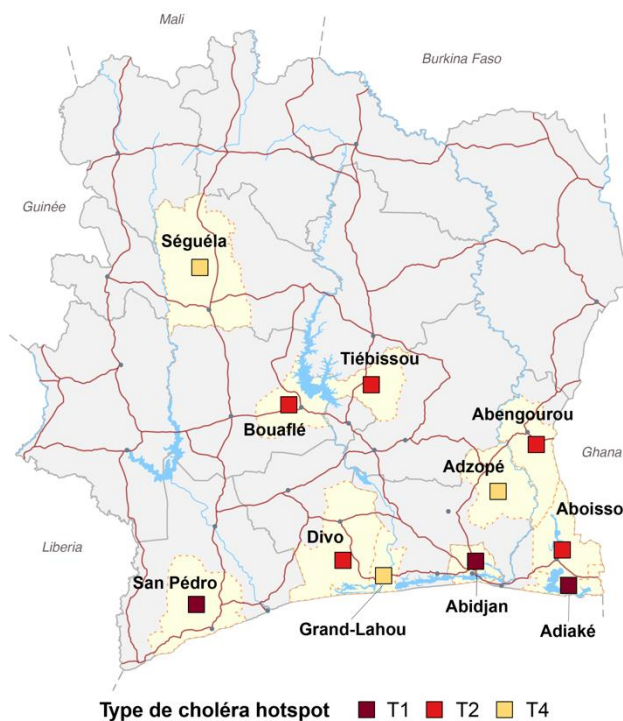 Mali
Burkina Faso
Guinée
Séguéla
Tiébissou
Bouaflé
Abengourou
Ghana
Adzopé
Aboisso
Divo
Liberia
San Pédro
Abidjan
Grand-Lahou
Adiaké
Type de choléra hotspot T1 T2 T4